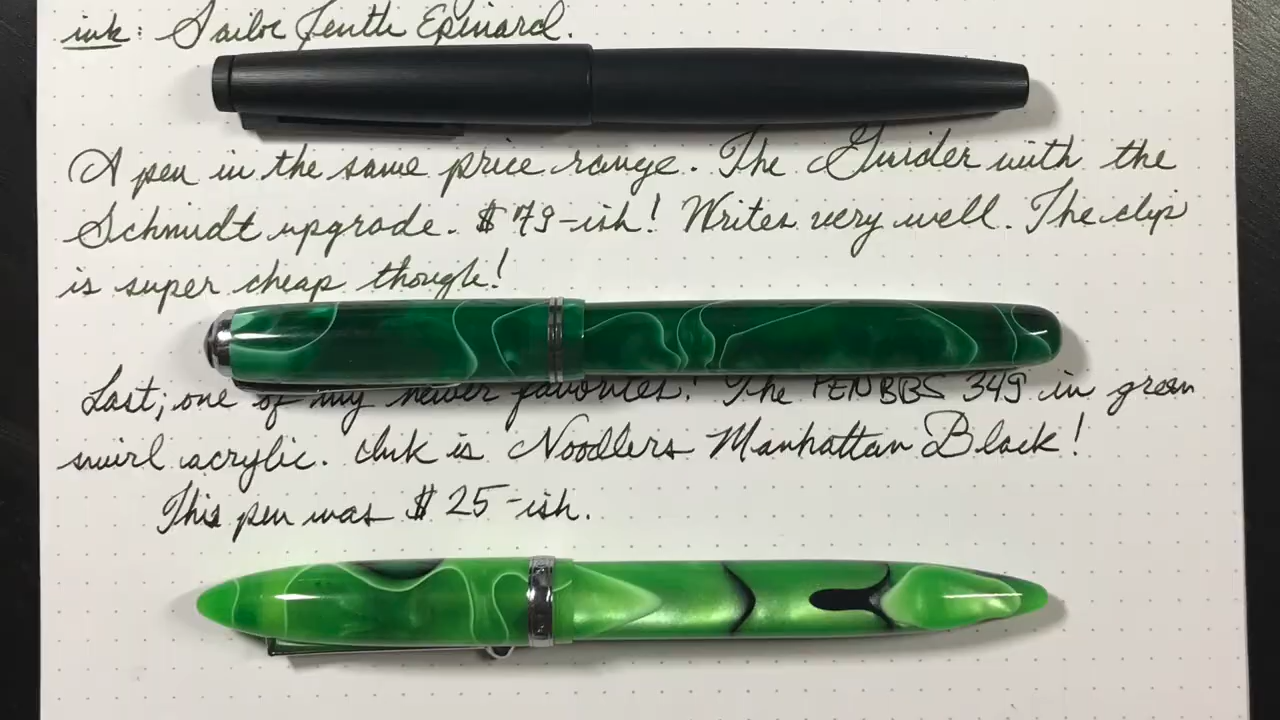 ink: Sailor Jentle Epinard.
A pen in the same price range. The Guider with the
Schmidt upgrade. $79-ish! Writes very well. The clip
is super cheap though!
Last, one of my newer favorites! The PENBBS 349 in green
swirl acrylic. Ink is Noodlers Manhattan Black!
This pen was $25-ish.